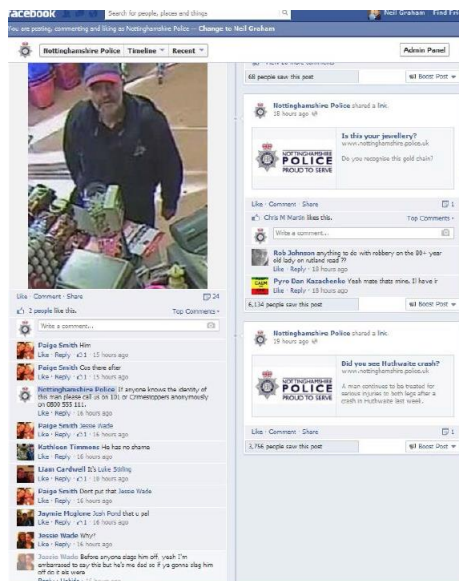 facebook
Search for people, places and things
Neil Graham
You are posting, commenting and liking as Nottinghamshire Police — Change to Neil Graham
Nottinghamshire Police
Timeline
Recent
Admin Panel
Like · Comment · Share
24
2 people like this.
Top Comments
Write a comment...
Paige Smith Him
Like · Reply · 1 · 15 hours ago
Paige Smith Cus there after
Like · Reply · 1 · 15 hours ago
Nottinghamshire Police If anyone knows the identity of
this man please call us on 101 or Crimestoppers anonymously
on 0800 555 111.
Like · Reply · 16 hours ago
Paige Smith Jessie Wade
Like · Reply · 16 hours ago
Kathleen Timmons He has no shame
Like · Reply · 16 hours ago
Liam Cardwell It's Luke Stirling
Like · Reply · 16 hours ago
Paige Smith Dont put that Jessie Wade
Like · Reply · 16 hours ago
Josh Pond that u pal
Like · Reply · 1 · 16 hours ago
Jessie Wade Why?
Like · Reply · 16 hours ago
Jessie Wade Before anyone slags him off, yeah I'm
embarrased to say this but he's me dad so if ya gonna slag him
off do it els were
68 people saw this post
Boost Post
Nottinghamshire Police shared a link.
18 hours ago
NOTTINGHAMSHIRE
POLICE
PROUD TO SERVE
Is this your jewellery?
www.nottinghamshire.police.uk
Do you recognise this gold chain?
Like · Comment · Share
1
Chris M Martin likes this.
Top Comments
Write a comment...
Rob Johnson anything to do with robbery on the 80+ year
old lady on rutland road ??
Like · Reply · 18 hours ago
Pyro Dan Kazachenko Yeah mate thats mine. Il have it
Like · Reply · 15 hours ago
6,134 people saw this post
Boost Post
Nottinghamshire Police shared a link.
19 hours ago
NOTTINGHAMSHIRE
POLICE
PROUD TO SERVE
Did you see Huthwaite crash?
www.nottinghamshire.police.uk
A man continues to be treated for
serious injuries to both legs after a
crash in Huthwaite last week.
Like · Comment · Share
1
3,756 people saw this post
Boost Post